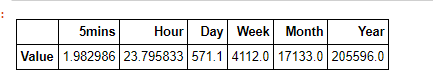 :
5mins Hour Day Week Month Year
Value 1.982986 23.795833 571.1 4112.0 17133.0 205596.0